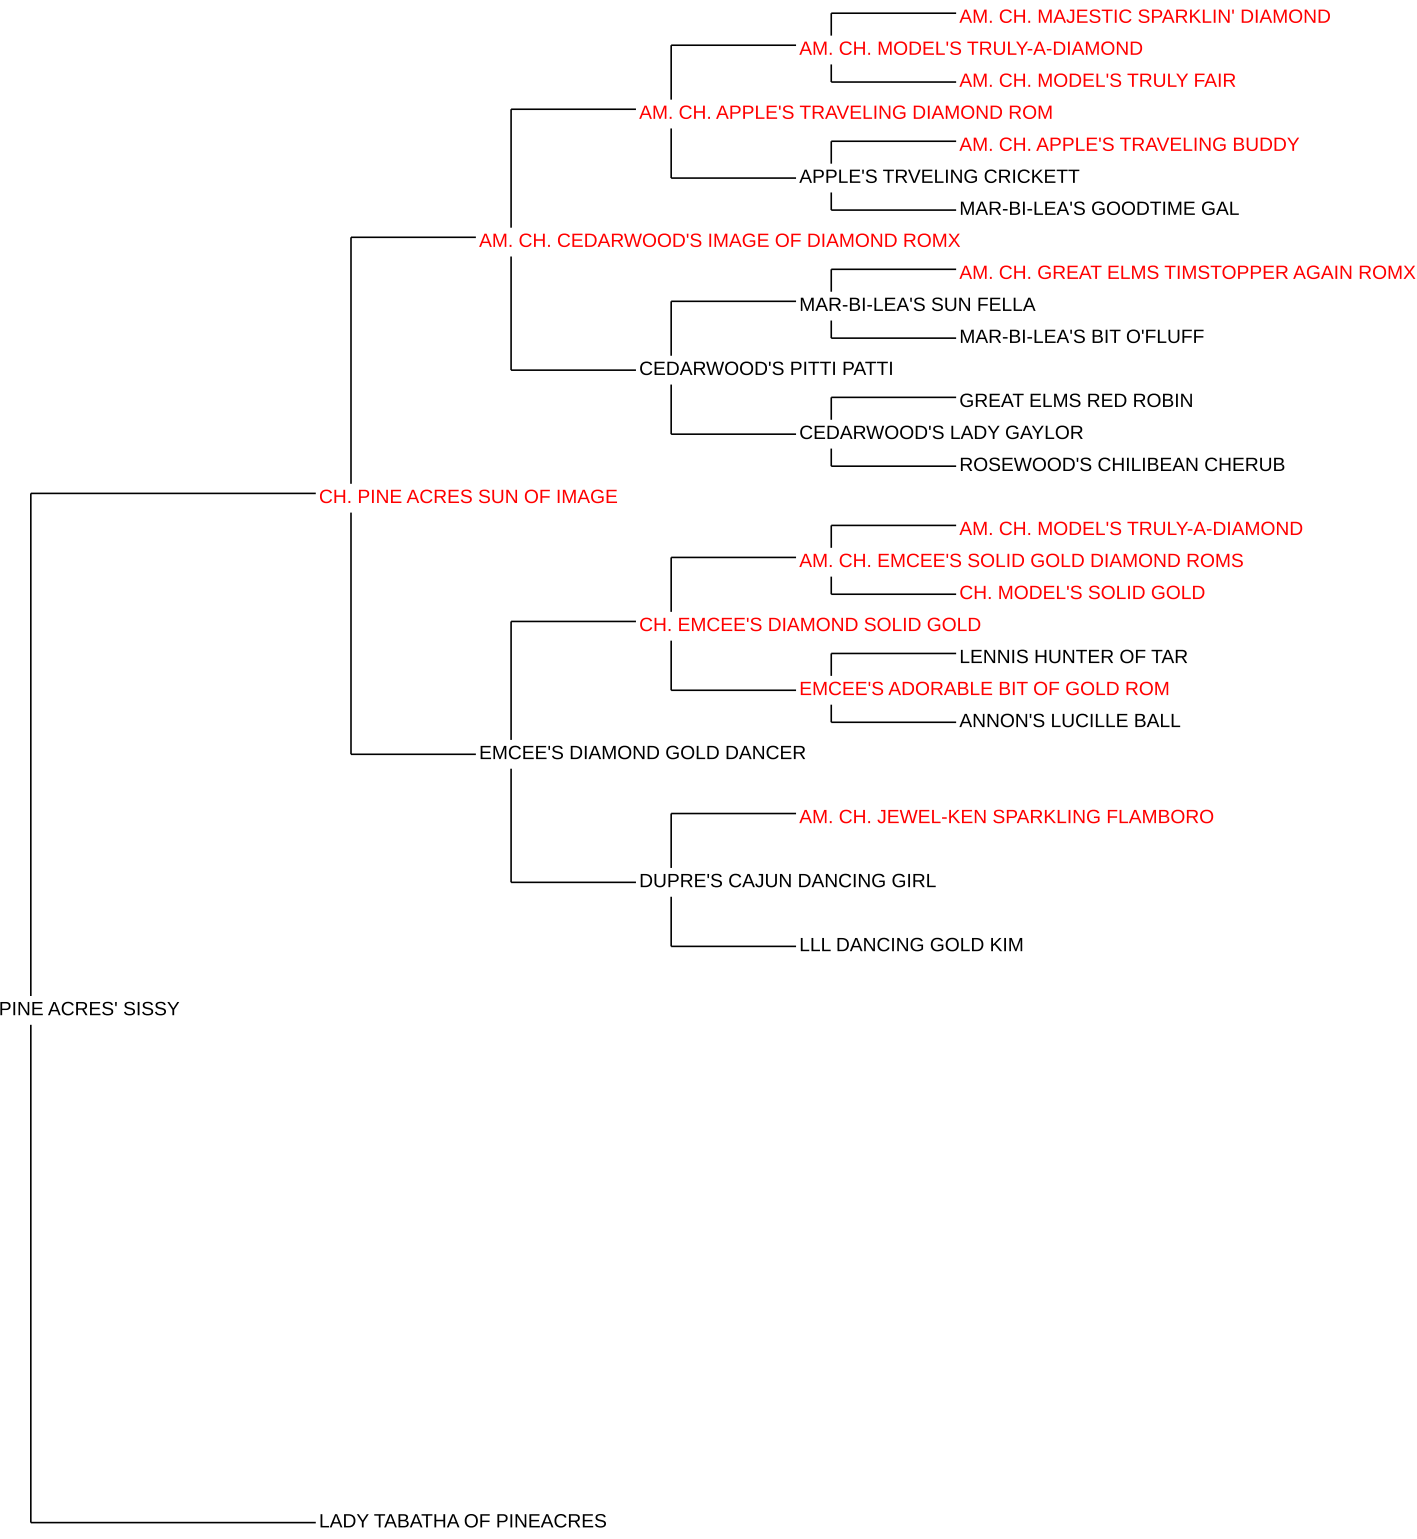 AM. CH. MAJESTIC SPARKLIN' DIAMOND
AM. CH. MODEL'S TRULY-A-DIAMOND
AM. CH. MODEL'S TRULY FAIR
AM. CH. APPLE'S TRAVELING DIAMOND ROM
AM. CH. APPLE'S TRAVELING BUDDY
APPLE'S TRVELING CRICKETT
MAR-BI-LEA'S GOODTIME GAL
AM. CH. CEDARWOOD'S IMAGE OF DIAMOND ROMX
AM. CH. GREAT ELMS TIMSTOPPER AGAIN ROMX
MAR-BI-LEA'S SUN FELLA
MAR-BI-LEA'S BIT O'FLUFF
CEDARWOOD'S PITTI PATTI
GREAT ELMS RED ROBIN
CEDARWOOD'S LADY GAYLOR
ROSEWOOD'S CHILIBEAN CHERUB
CH. PINE ACRES SUN OF IMAGE
AM. CH. MODEL'S TRULY-A-DIAMOND
AM. CH. EMCEE'S SOLID GOLD DIAMOND ROMS
CH. MODEL'S SOLID GOLD
CH. EMCEE'S DIAMOND SOLID GOLD
LENNIS HUNTER OF TAR
EMCEE'S ADORABLE BIT OF GOLD ROM
ANNON'S LUCILLE BALL
EMCEE'S DIAMOND GOLD DANCER
AM. CH. JEWEL-KEN SPARKLING FLAMBORO
DUPRE'S CAJUN DANCING GIRL
LLL DANCING GOLD KIM
PINE ACRES' SISSY
LADY TABATHA OF PINEACRES